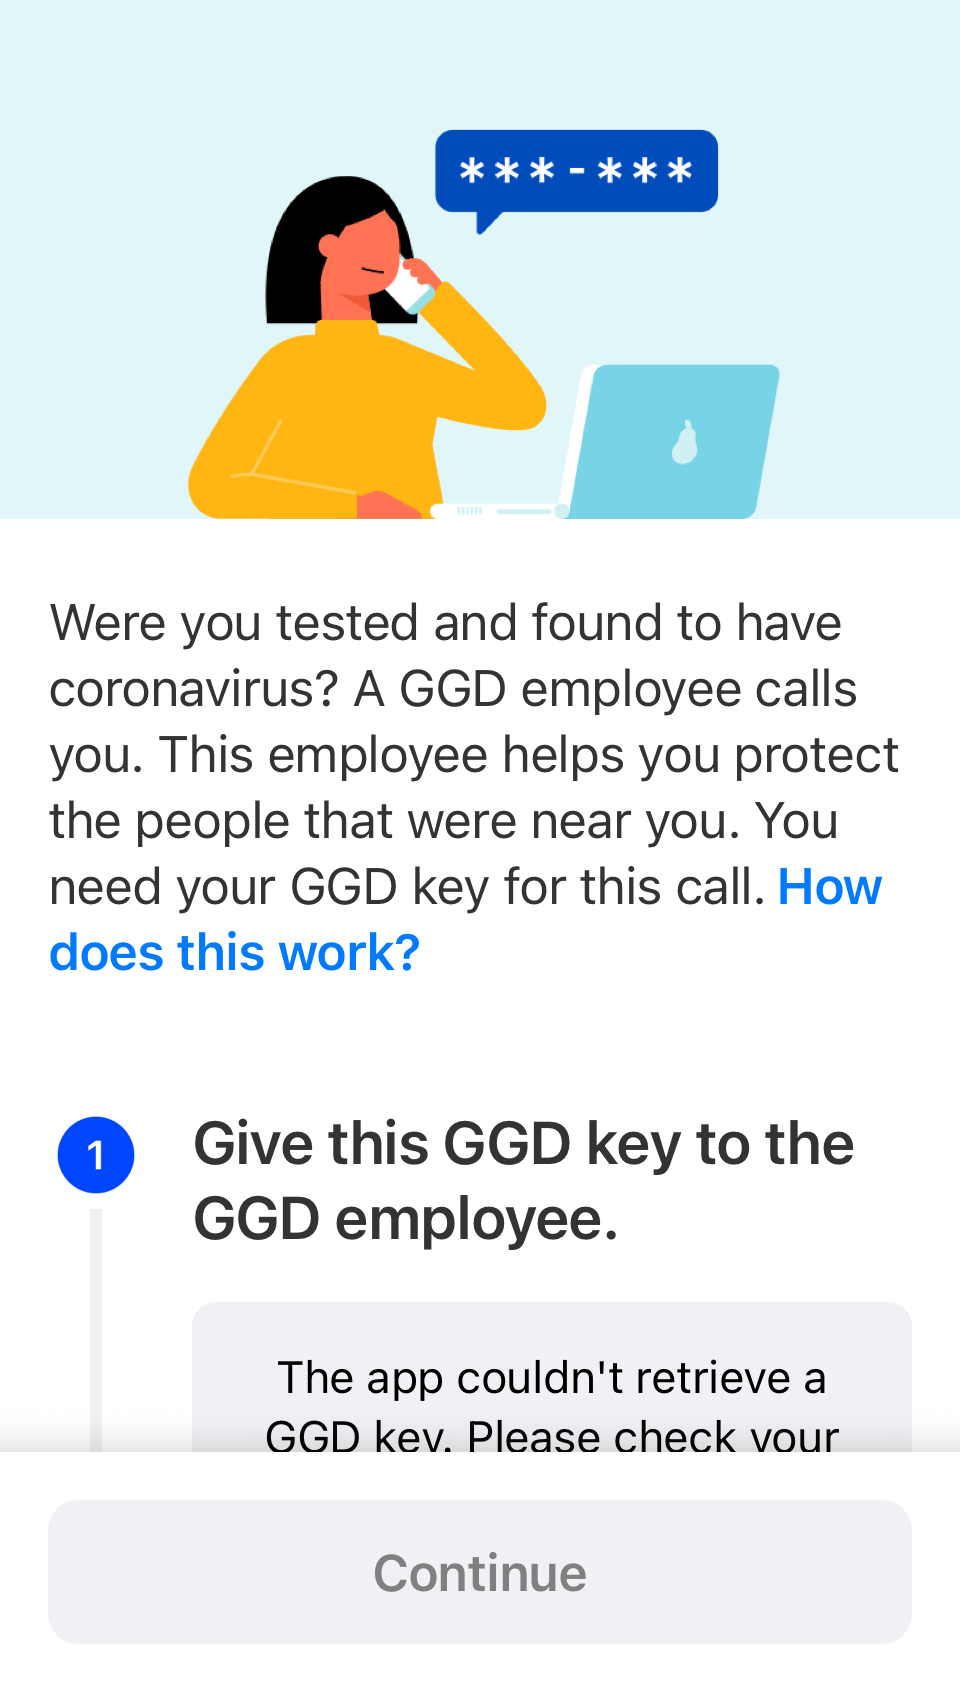 ***-***
Were you tested and found to have
coronavirus? A GGD employee calls
you. This employee helps you protect
the people that were near you. You
need your GGD key for this call. How
does this work?
1
Give this GGD key to the
GGD employee.
The app couldn't retrieve a
GGD key. Please check your
Continue